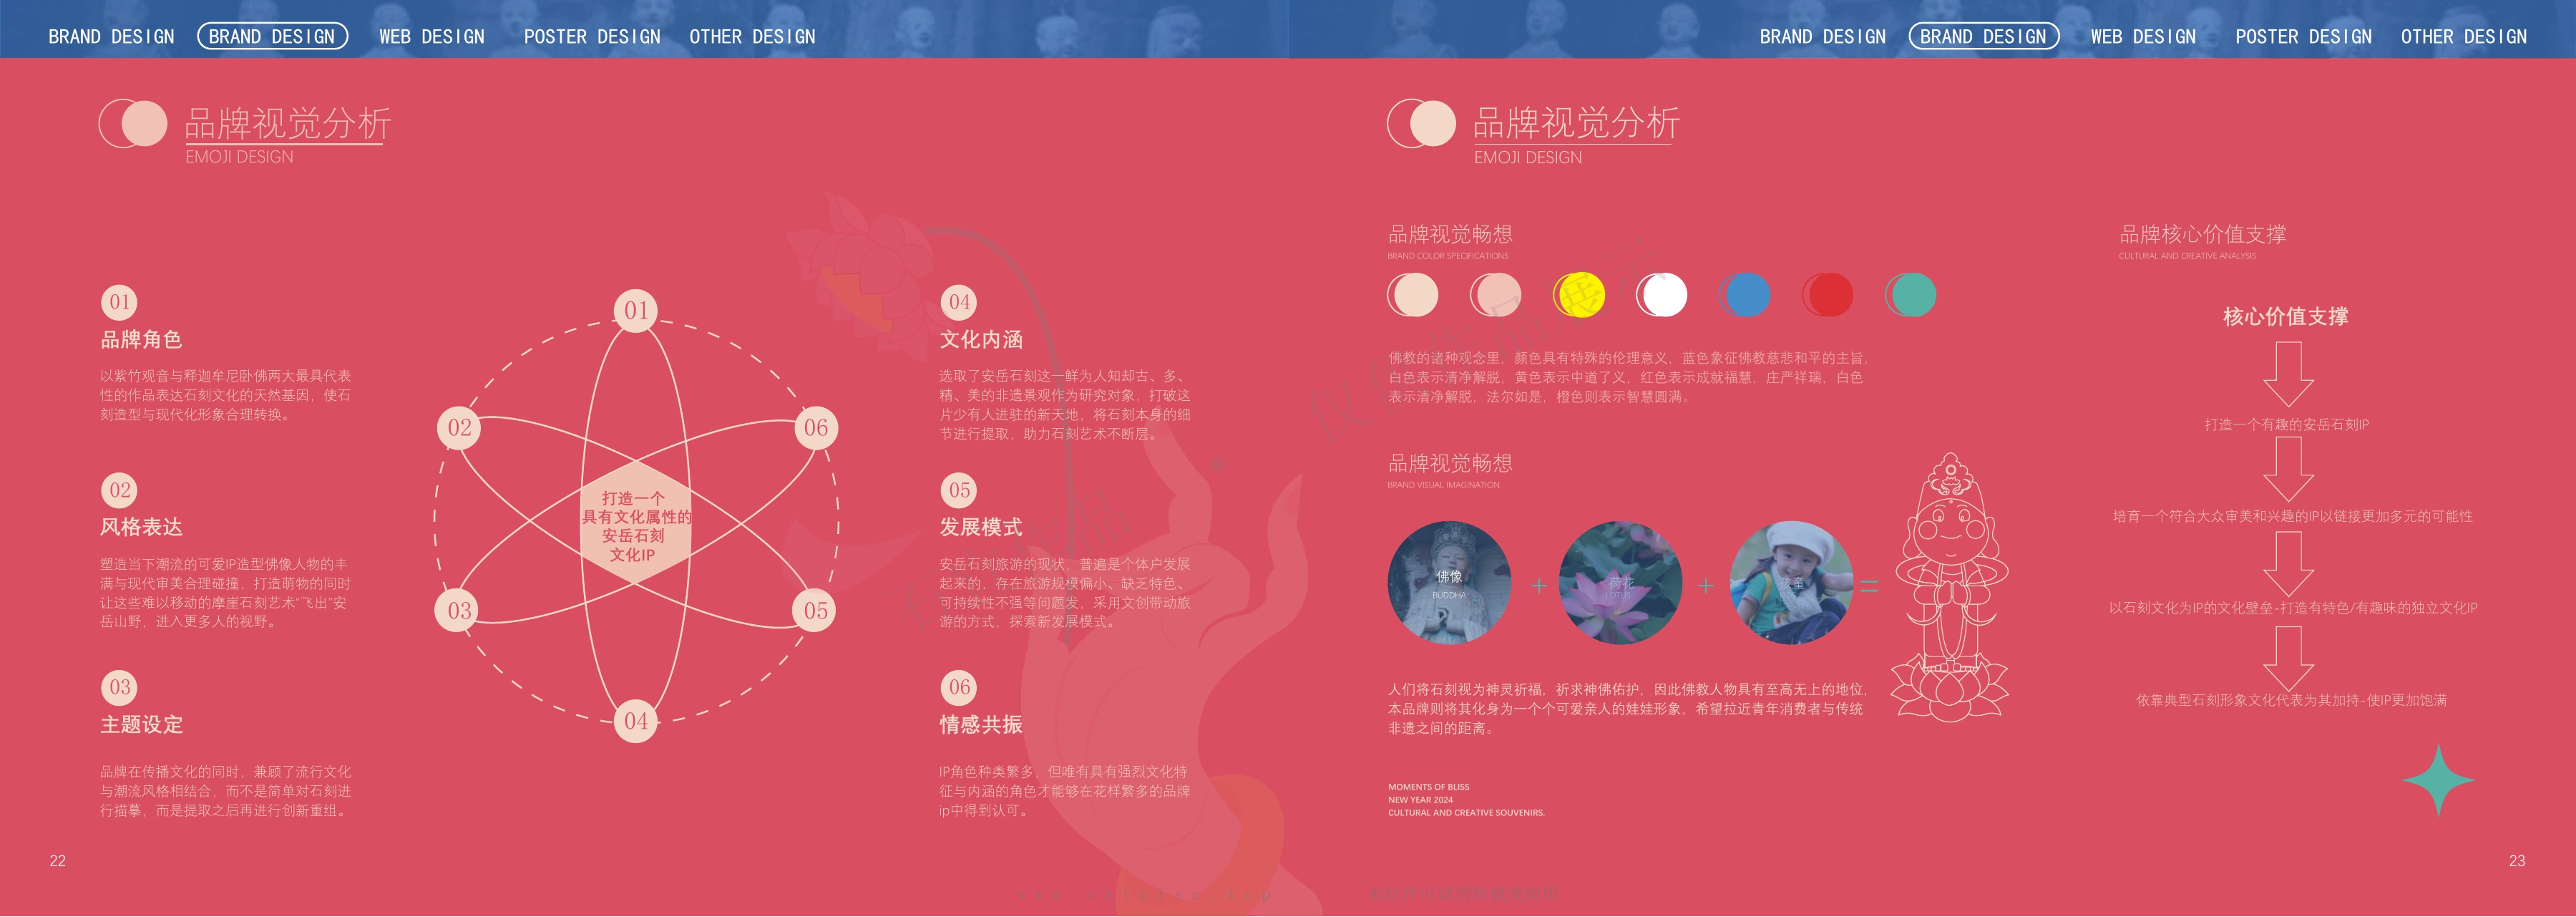 BRAND DESIGN
BRAND DESIGN
WEB DESIGN
POSTER DESIGN
OTHER DESIGN
品牌视觉分析
EMOJI DESIGN
01
品牌角色
以紫竹观音与释迦牟尼卧佛两大最具代表
性的作品表达石刻文化的天然基因，使石
刻造型与现代化形象合理转换。
02
风格表达
塑造当下潮流的可爱IP造型佛像人物的丰
满与现代审美合理碰撞，打造萌物的同时
让这些难以移动的摩崖石刻艺术“飞出”安
岳山野，进入更多人的视野。
03
主题设定
品牌在传播文化的同时，兼顾了流行文化
与潮流风格相结合，而不是简单对石刻进
行描摹，而是提取之后再进行创新重组。
01
02
06
打造一个
具有文化属性的
安岳石刻
文化IP
03
05
04
04
文化内涵
选取了安岳石刻这一鲜为人知却古、多、
精、美的非遗景观作为研究对象，打破这
片少有人进驻的新天地，将石刻本身的细
节进行提取，助力石刻艺术不断层。
05
发展模式
安岳石刻旅游的现状，普遍是个体户发展
起来的，存在旅游规模偏小、缺乏特色、
可持续性不强等问题发，采用文创带动旅
游的方式，探索新发展模式。
06
情感共振
IP角色种类繁多，但唯有具有强烈文化特
征与内涵的角色才能够在花样繁多的品牌
ip中得到认可。
22
BRAND DESIGN
BRAND DESIGN
WEB DESIGN
POSTER DESIGN
OTHER DESIGN
品牌视觉分析
EMOJI DESIGN
品牌视觉畅想
BRAND COLOR SPECIFICATIONS
佛教的诸种观念里，颜色具有特殊的伦理意义，蓝色象征佛教慈悲和平的主旨，
白色表示清净解脱，黄色表示中道了义，红色表示成就福慧，庄严祥瑞，白色
表示清净解脱，法尔如是，橙色则表示智慧圆满。
品牌视觉畅想
BRAND VISUAL IMAGINATION
佛像
BUDDHA
+
荷花
LOTUS
+
孩童
=
人们将石刻视为神灵祈福，祈求神佛佑护，因此佛教人物具有至高无上的地位，
本品牌则将其化身为一个个可爱亲人的娃娃形象，希望拉近青年消费者与传统
非遗之间的距离。
MOMENTS OF BLISS
NEW YEAR 2024
CULTURAL AND CREATIVE SOUVENIRS.
品牌核心价值支撑
CULTURAL AND CREATIVE ANALYSIS
核心价值支撑
打造一个有趣的安岳石刻IP
培育一个符合大众审美和兴趣的IP以链接更加多元的可能性
以石刻文化为IP的文化壁垒-打造有特色/有趣味的独立文化IP
依靠典型石刻形象文化代表为其加持-使IP更加饱满
23